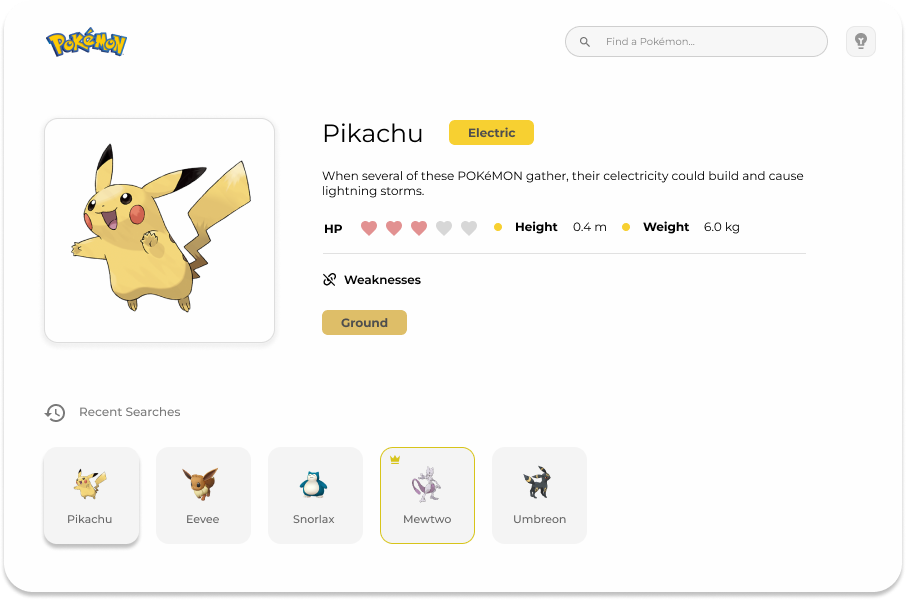 POKéMON
Find a Pokémon...
Pikachu
Electric
When several of these POKéMON gather, their celectricity could build and cause
lightning storms.
HP
Height
0.4 m
Weight
6.0 kg
Weaknesses
Ground
Recent Searches
Pikachu
Eevee
Snorlax
Mewtwo
Umbreon